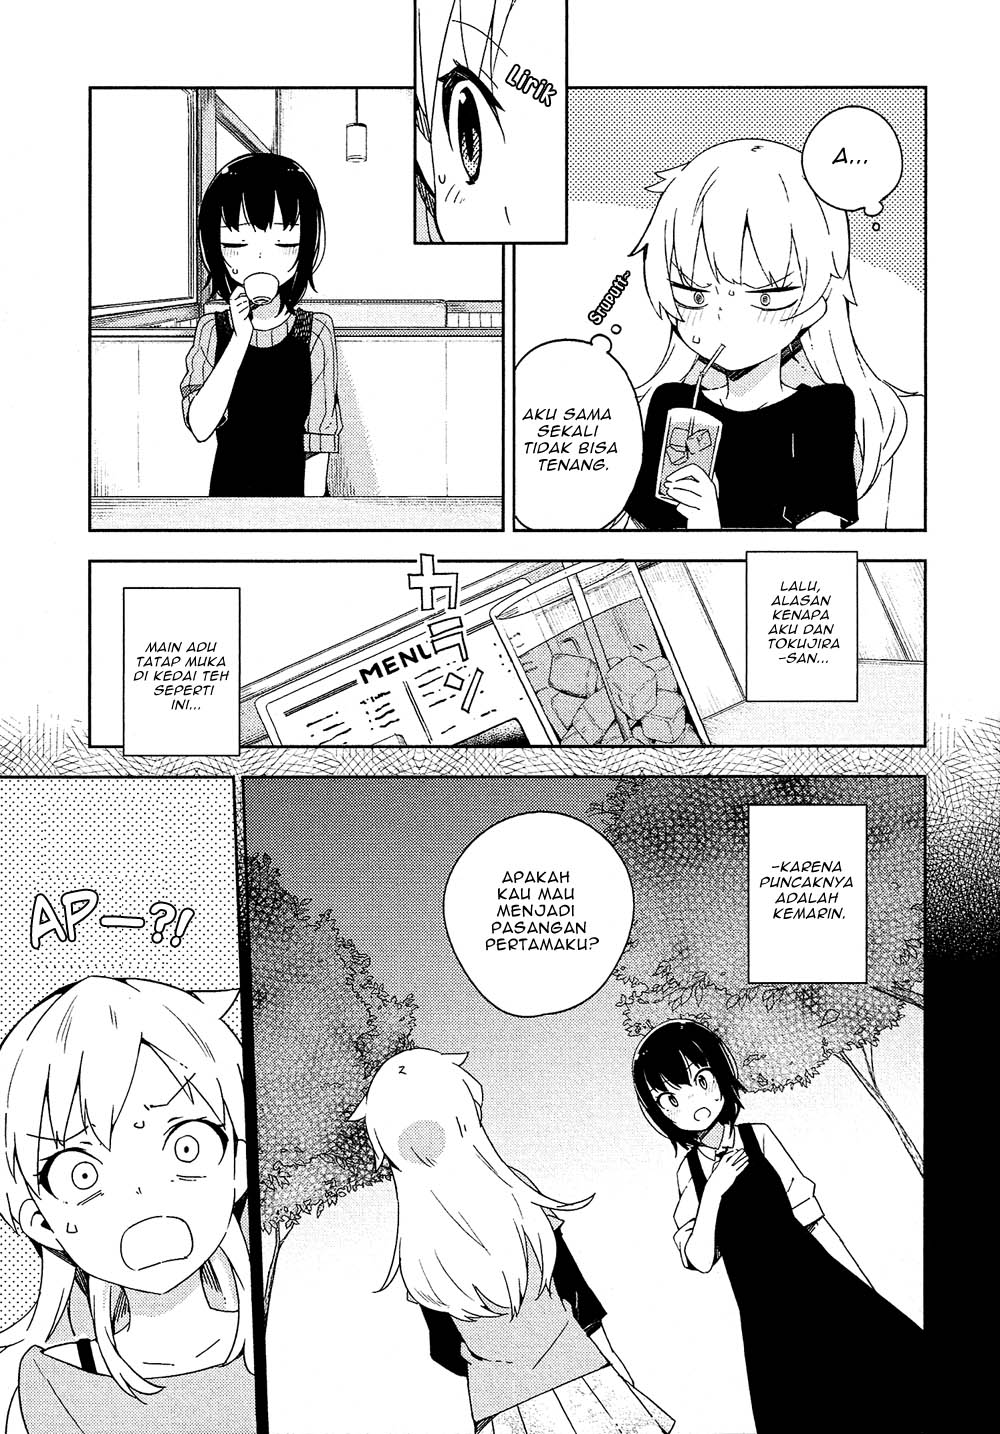 A...
Lirik
Sruputt~
AKU SAMA
SEKALI
TIDAK BISA
TENANG.
LALU,
ALASAN
KENAPA
AKU DAN
TOKUJIRA
-SAN...
カ
ラ
ン
MENU
MAIN ADU
TATAP MUKA
DI KEDAI TEH
SEPERTI
INI...
-KARENA
PUNCAKNYA
ADALAH
KEMARIN.
APAKAH
KAU MAU
MENJADI
PASANGAN
PERTAMAKU?
AP—?!